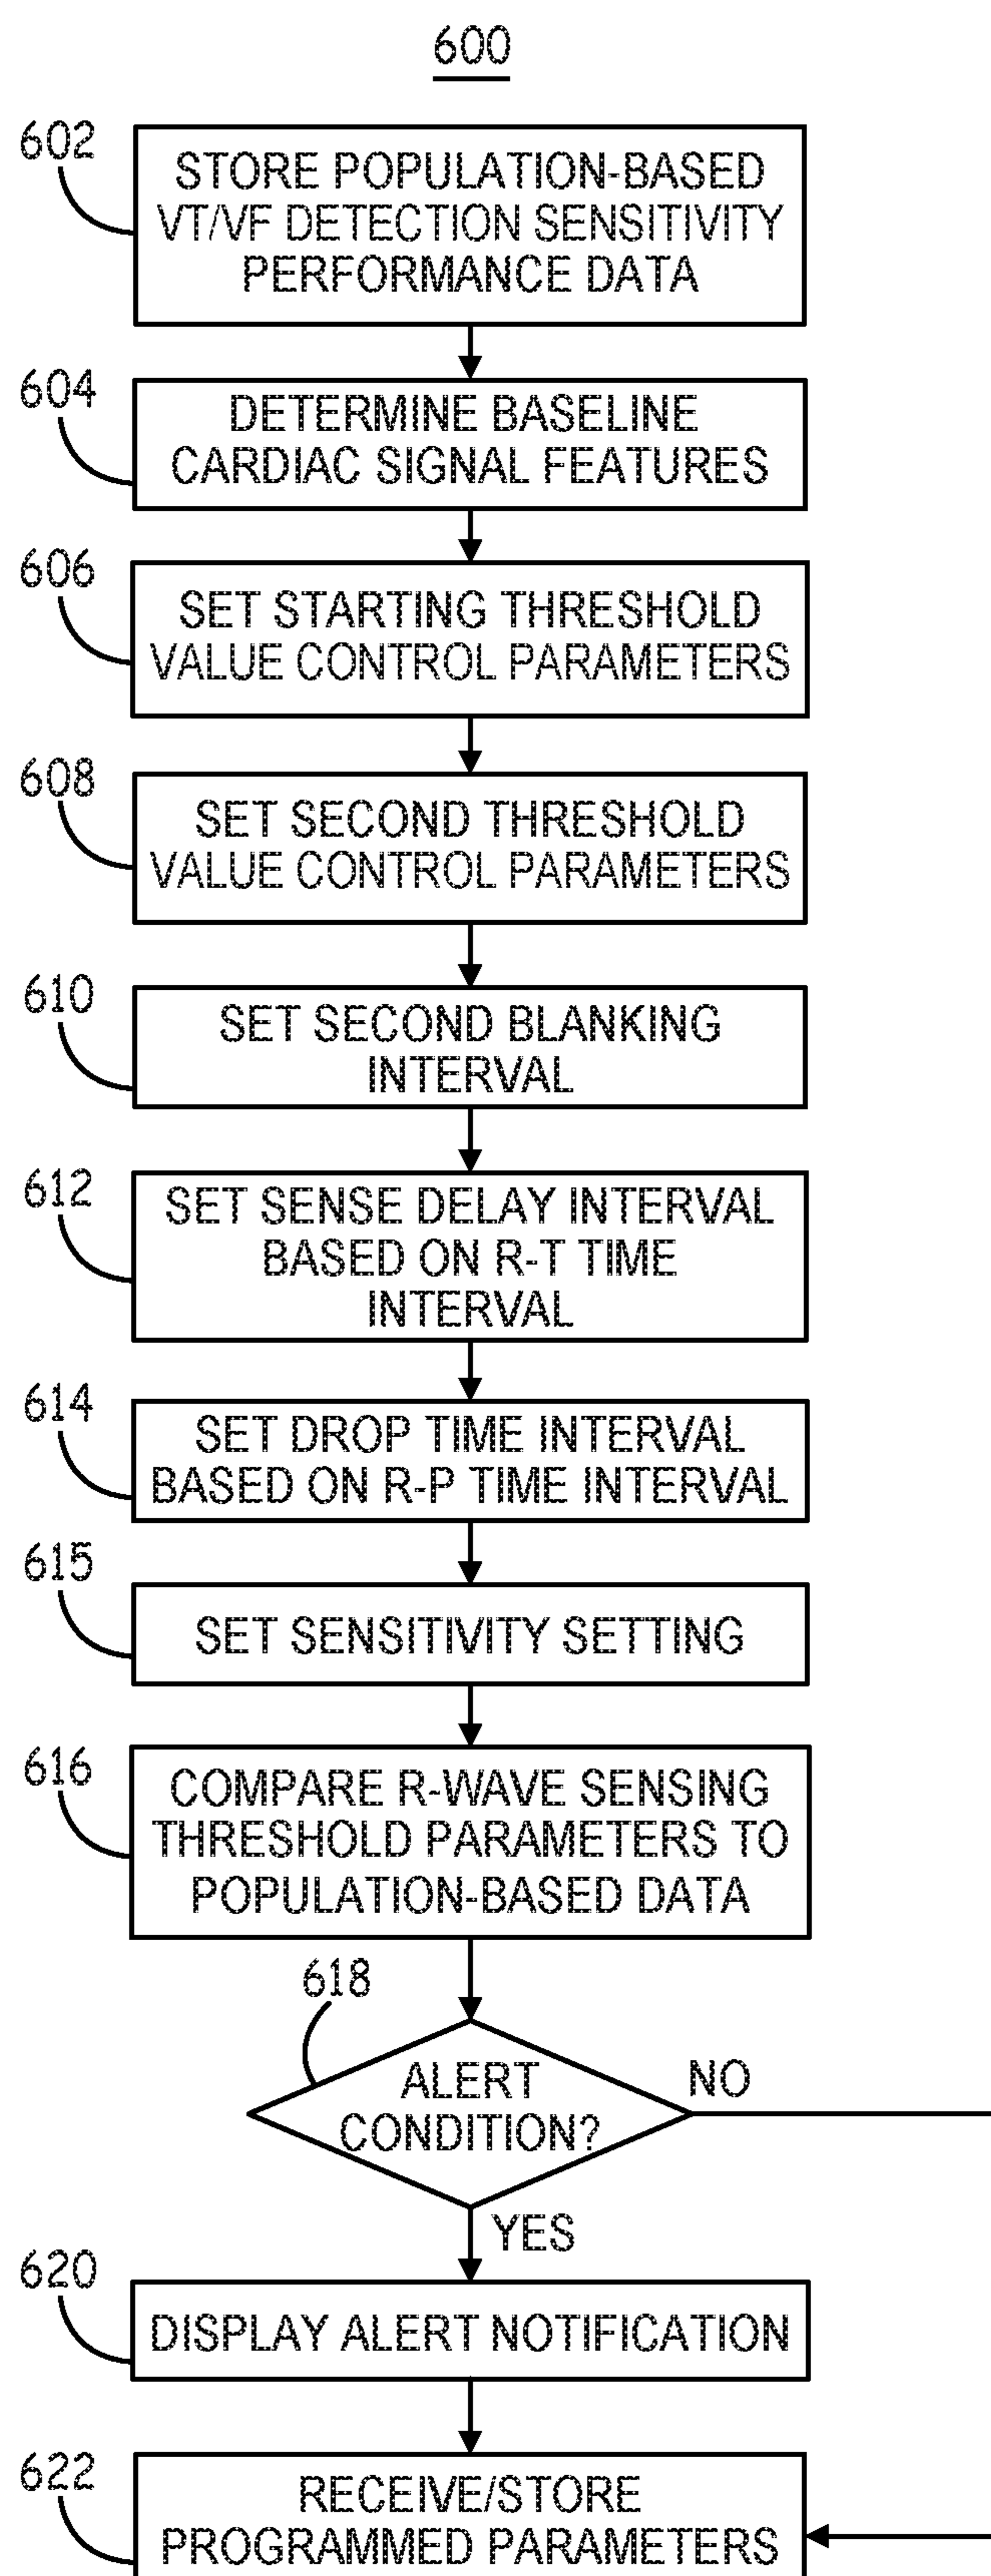 600
602
STORE POPULATION-BASED
VT/VF DETECTION SENSITIVITY
PERFORMANCE DATA
604
DETERMINE BASELINE
CARDIAC SIGNAL FEATURES
606
SET STARTING THRESHOLD
VALUE CONTROL PARAMETERS
608
SET SECOND THRESHOLD
VALUE CONTROL PARAMETERS
610
SET SECOND BLANKING
INTERVAL
612
SET SENSE DELAY INTERVAL
BASED ON R-T TIME
INTERVAL
614
SET DROP TIME INTERVAL
BASED ON R-P TIME INTERVAL
615
SET SENSITIVITY SETTING
616
COMPARE R-WAVE SENSING
THRESHOLD PARAMETERS TO
POPULATION-BASED DATA
618
ALERT
CONDITION?
NO
YES
620
DISPLAY ALERT NOTIFICATION
622
RECEIVE/STORE
PROGRAMMED PARAMETERS